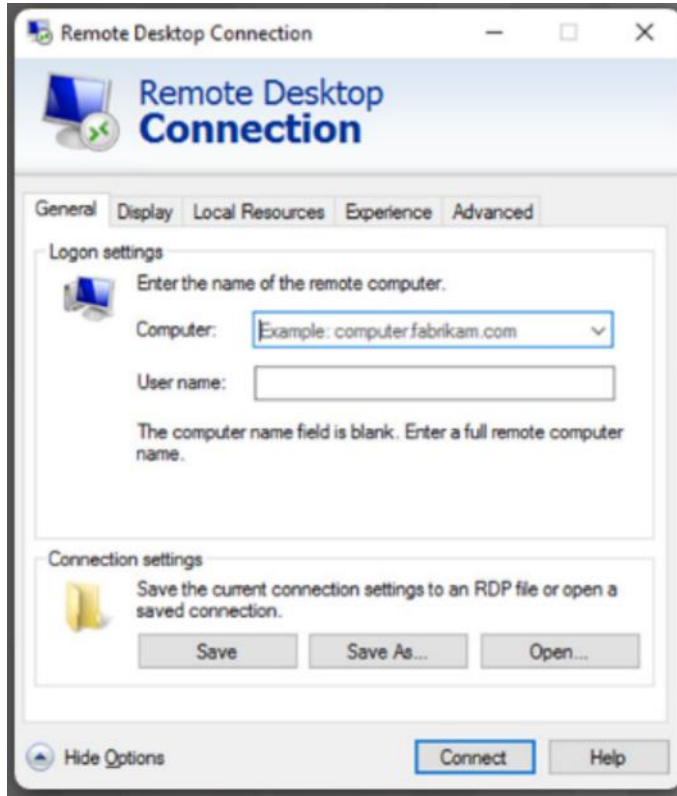 Remote Desktop Connection
Remote Desktop
Connection
General Display Local Resources Experience Advanced
Logon settings
Enter the name of the remote computer.
Computer: Example: computer.fabrikam.com
User name:
The computer name field is blank. Enter a full remote computer
name.
Connection settings
Save the current connection settings to an RDP file or open a
saved connection.
Save Save As... Open...
Hide Options Connect Help